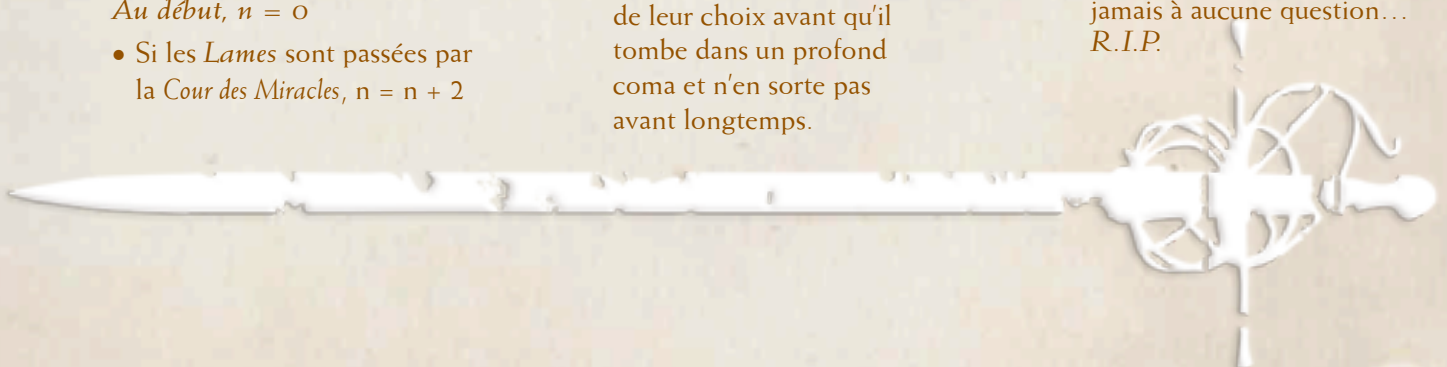 Au début, n = 0
• Si les Lames sont passées par
la Cour des Miracles, n = n + 2
de leur choix avant qu'il
tombe dans un profond
coma et n'en sorte pas
avant longtemps.
jamais à aucune question…
R.I.P.